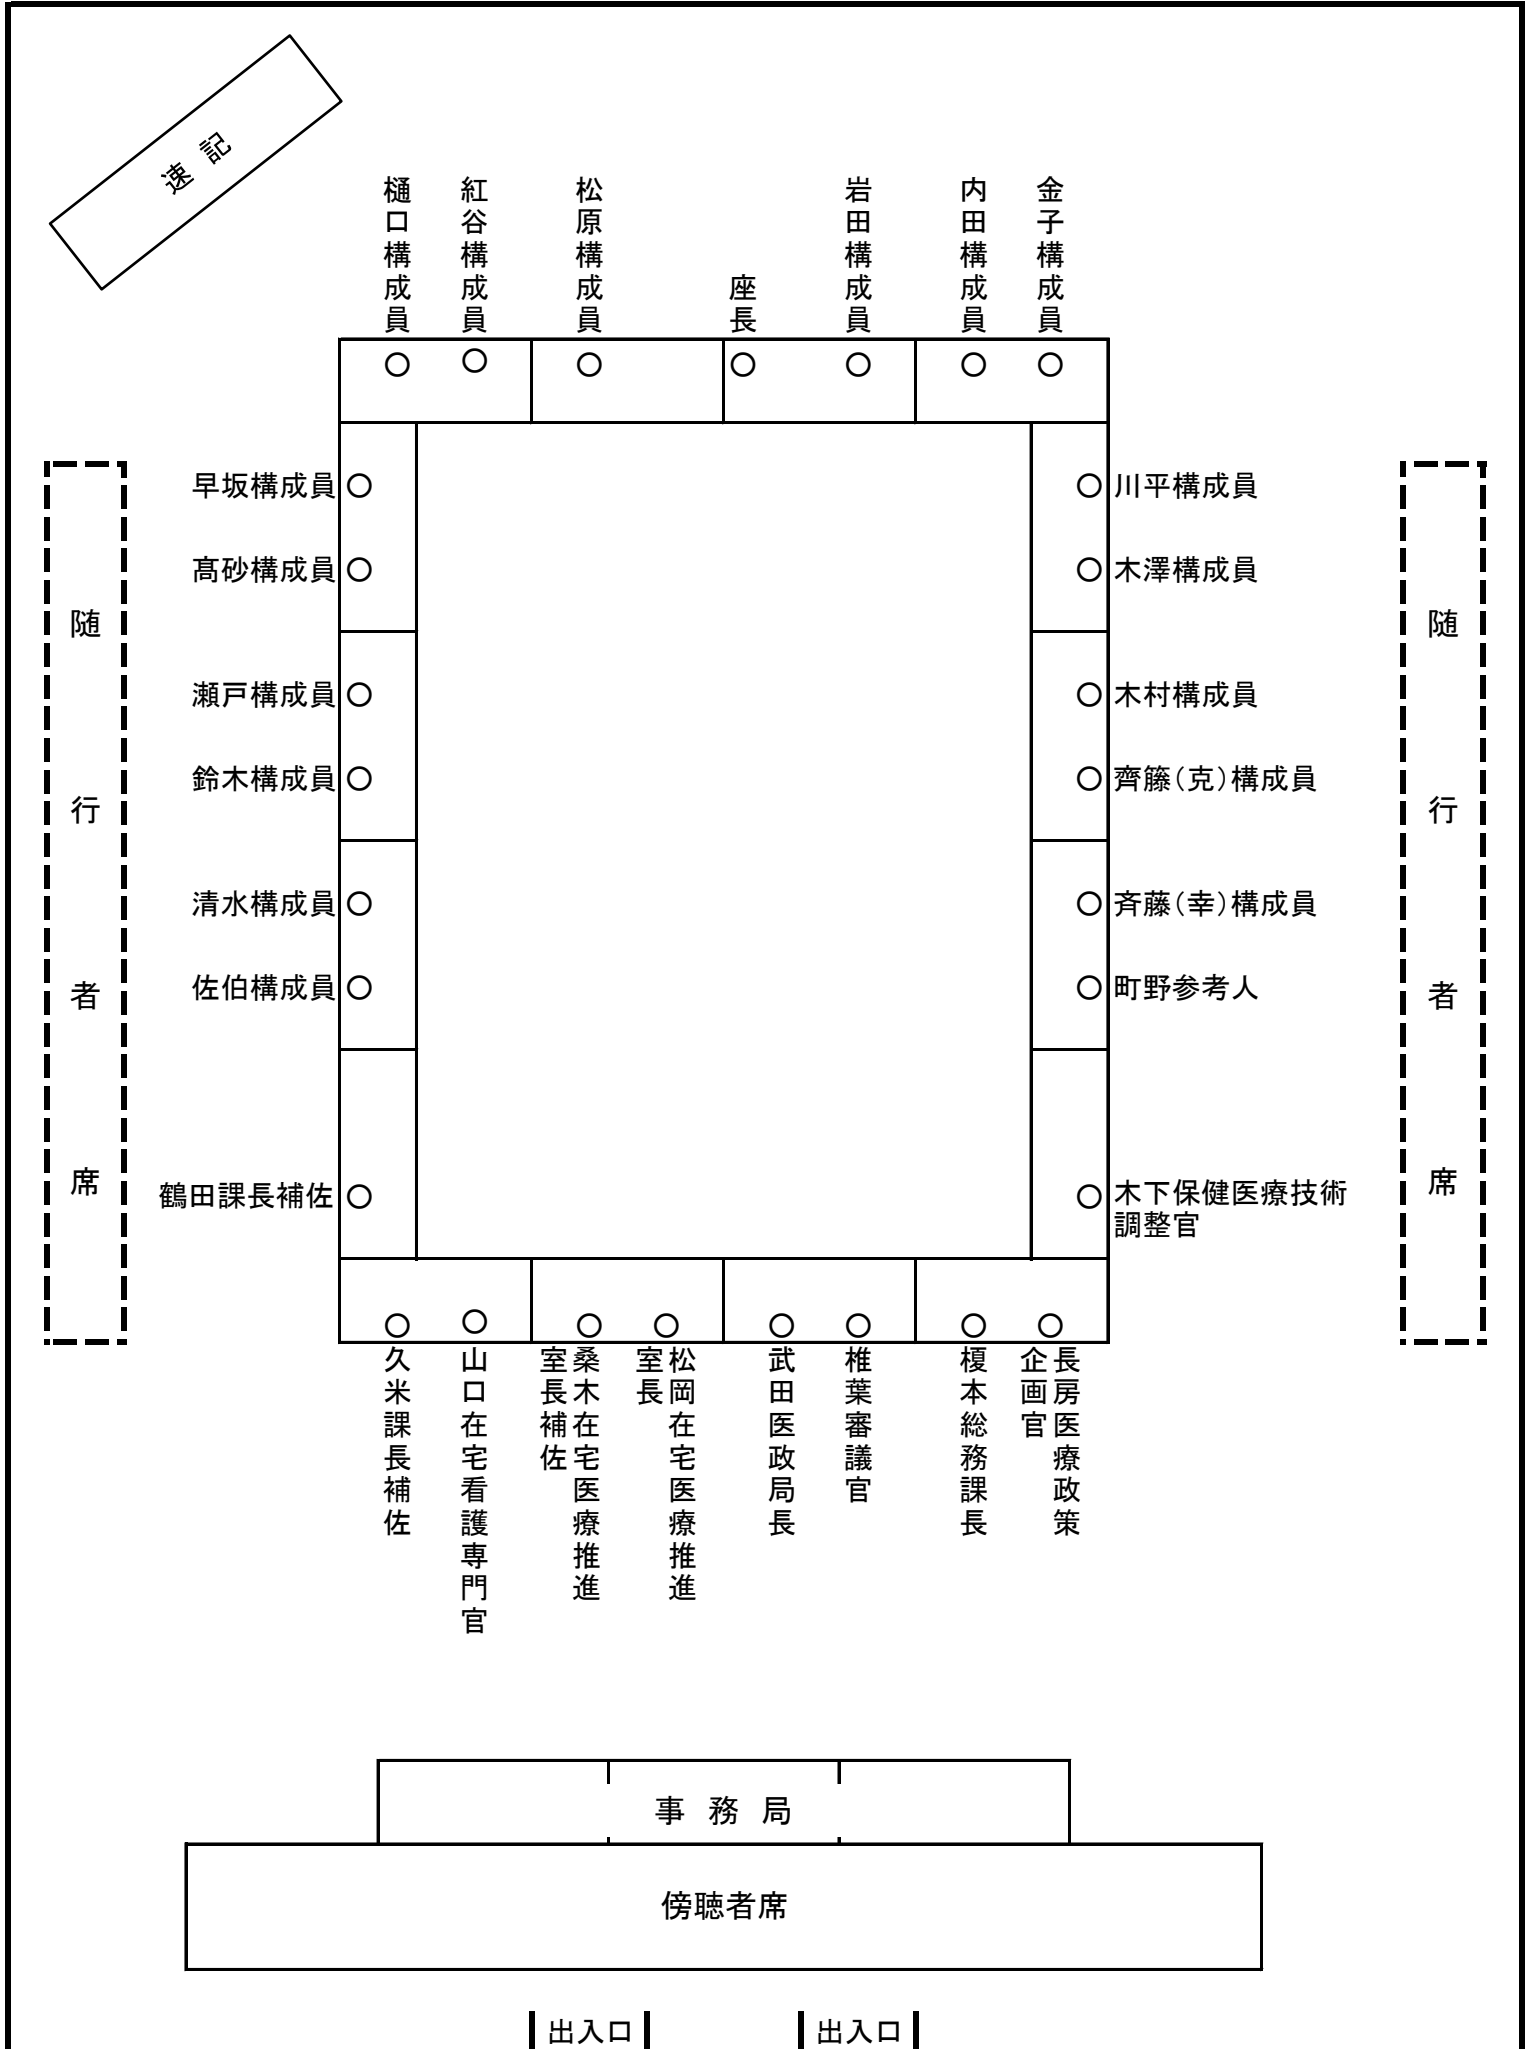 速記
樋口構成員
紅谷構成員
松原構成員
座長
岩田構成員
内田構成員
金子構成員
早坂構成員
髙砂構成員
瀬戸構成員
鈴木構成員
清水構成員
佐伯構成員
鶴田課長補佐
川平構成員
木澤構成員
木村構成員
齊籐(克)構成員
斉藤(幸)構成員
町野参考人
木下保健医療技術
調整官
随行者席
随行者席
久米課長補佐
山口在宅看護専門官
桑木在宅医療推進
室長補佐
松岡在宅医療推進
室長
武田医政局長
椎葉審議官
榎本総務課長
長房医療政策
企画官
事務局
傍聴者席
出入口
出入口